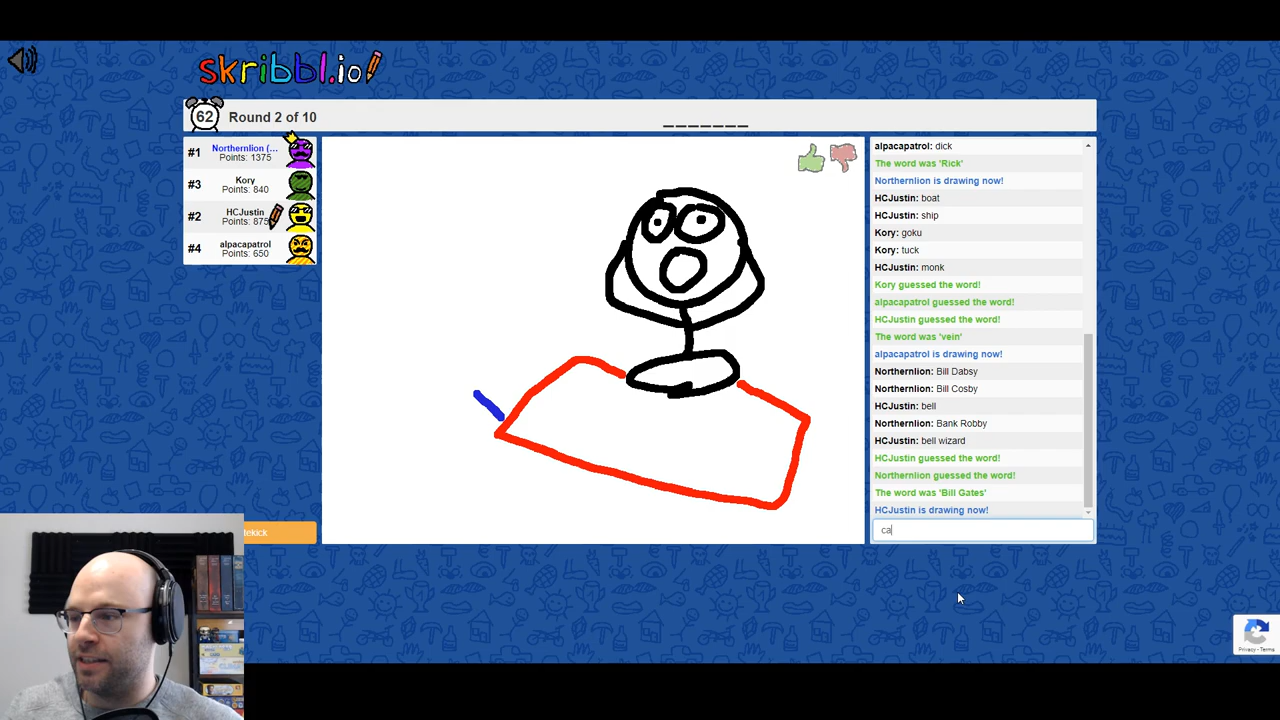 skribbl.io
62 Round 2 of 10 _______
#1 Northernlion (... Points: 1375
#3 Kory Points: 840
#2 HCJustin Points: 875
#4 alpacapatrol Points: 650
alpacapatrol: dick
The word was 'Rick'
Northernlion is drawing now!
HCJustin: boat
HCJustin: ship
Kory: goku
Kory: tuck
HCJustin: monk
Kory guessed the word!
alpacapatrol guessed the word!
HCJustin guessed the word!
The word was 'vein'
alpacapatrol is drawing now!
Northernlion: Bill Dabsy
Northernlion: Bill Cosby
HCJustin: bell
Northernlion: Bank Robby
HCJustin: bell wizard
HCJustin guessed the word!
Northernlion guessed the word!
The word was 'Bill Gates'
HCJustin is drawing now!
ca
Privacy - Terms